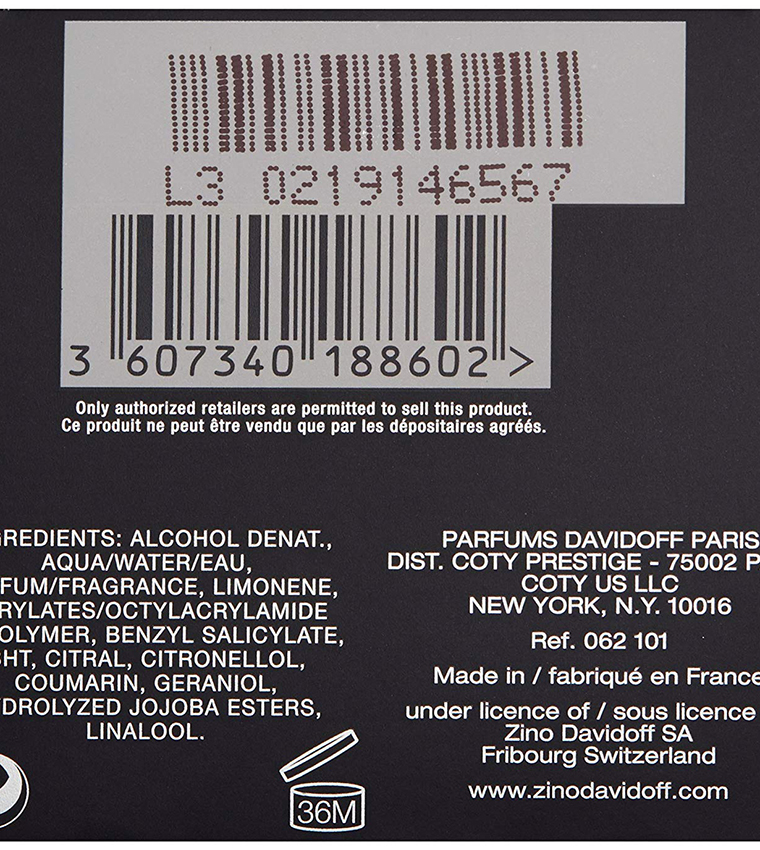 L3 0219146567
3 607340 188602 >
Only authorized retailers are permitted to sell this product.
Ce produit ne peut être vendu que par les dépositaires agréés.
REDIENTS: ALCOHOL DENAT.,
AQUA/WATER/EAU,
FUM/FRAGRANCE, LIMONENE,
RYLATES/OCTYLACRYLAMIDE
OLYMER, BENZYL SALICYLATE,
HT, CITRAL, CITRONELLOL,
COUMARIN, GERANIOL,
DROLYZED JOJOBA ESTERS,
LINALOOL.
36M
PARFUMS DAVIDOFF PARIS
DIST. COTY PRESTIGE - 75002 P
COTY US LLC
NEW YORK, N.Y. 10016
Ref. 062 101
Made in / fabriqué en France
under licence of / sous licence
Zino Davidoff SA
Fribourg Switzerland
www.zinodavidoff.com